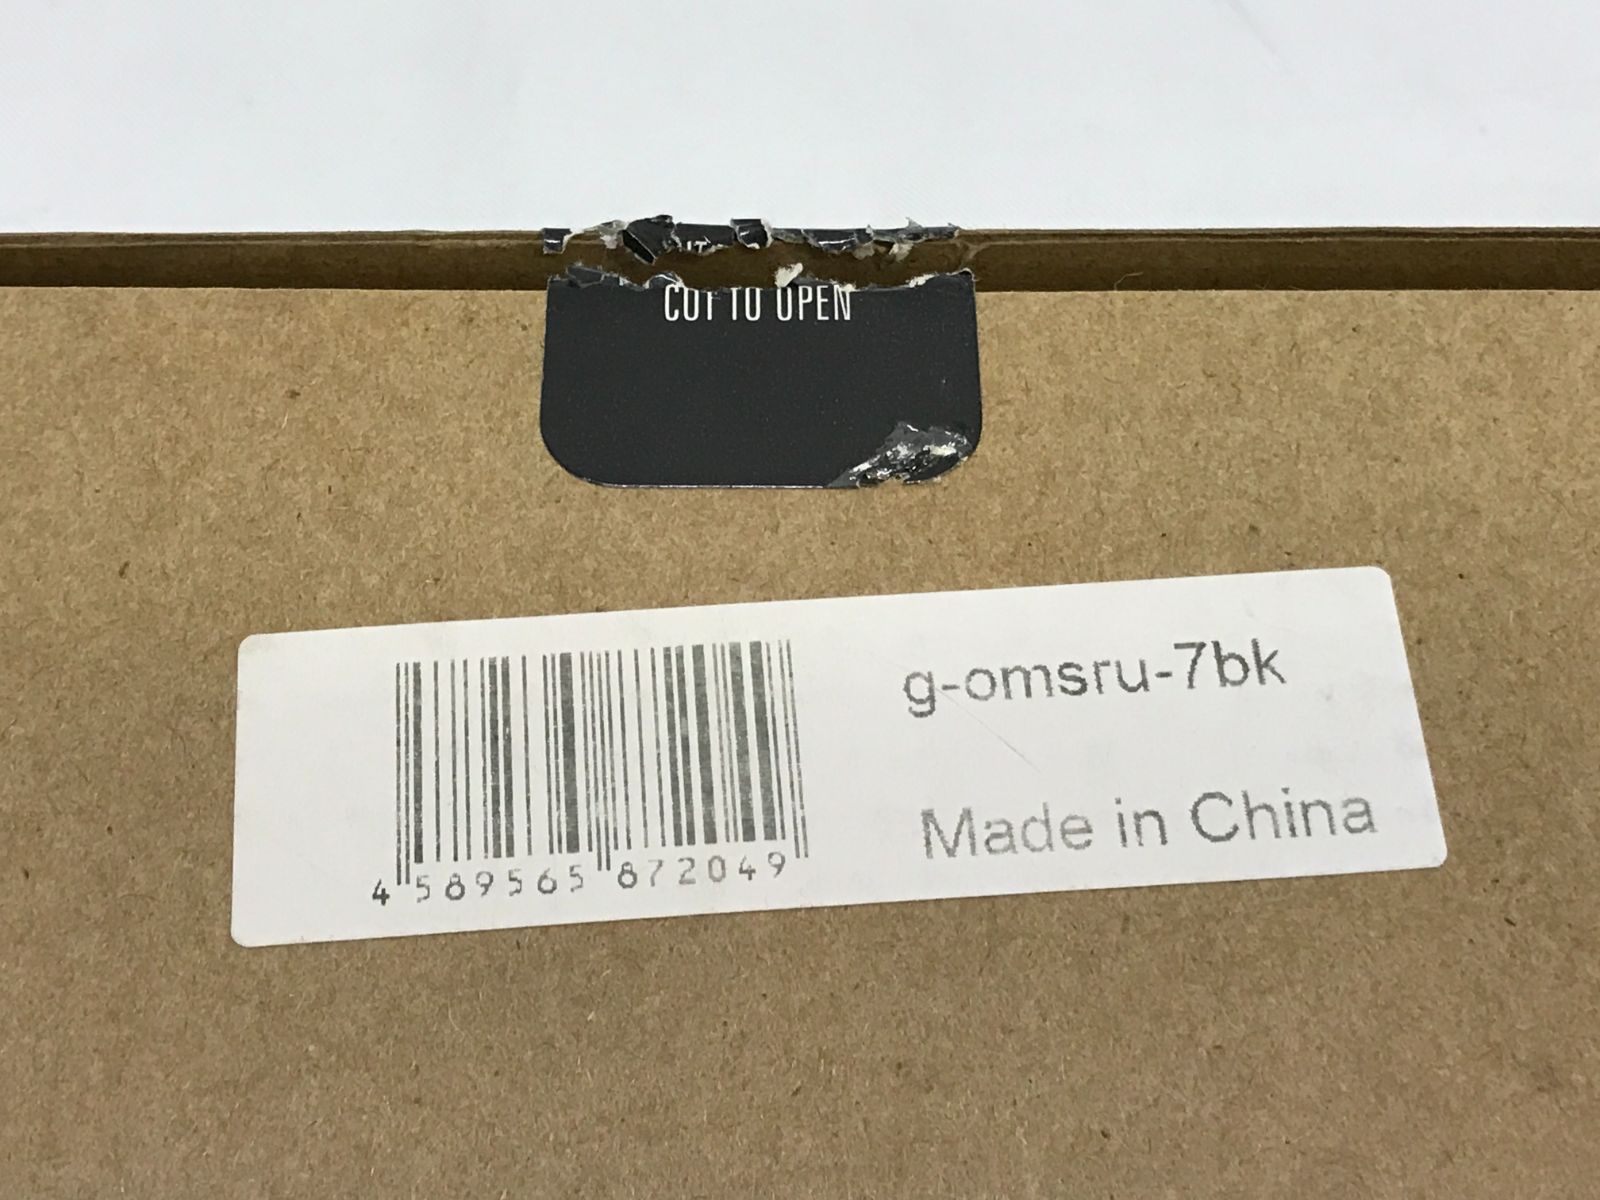 CUT TO OPEN
g-omsru-7bk
Made in China
4 589565 872049